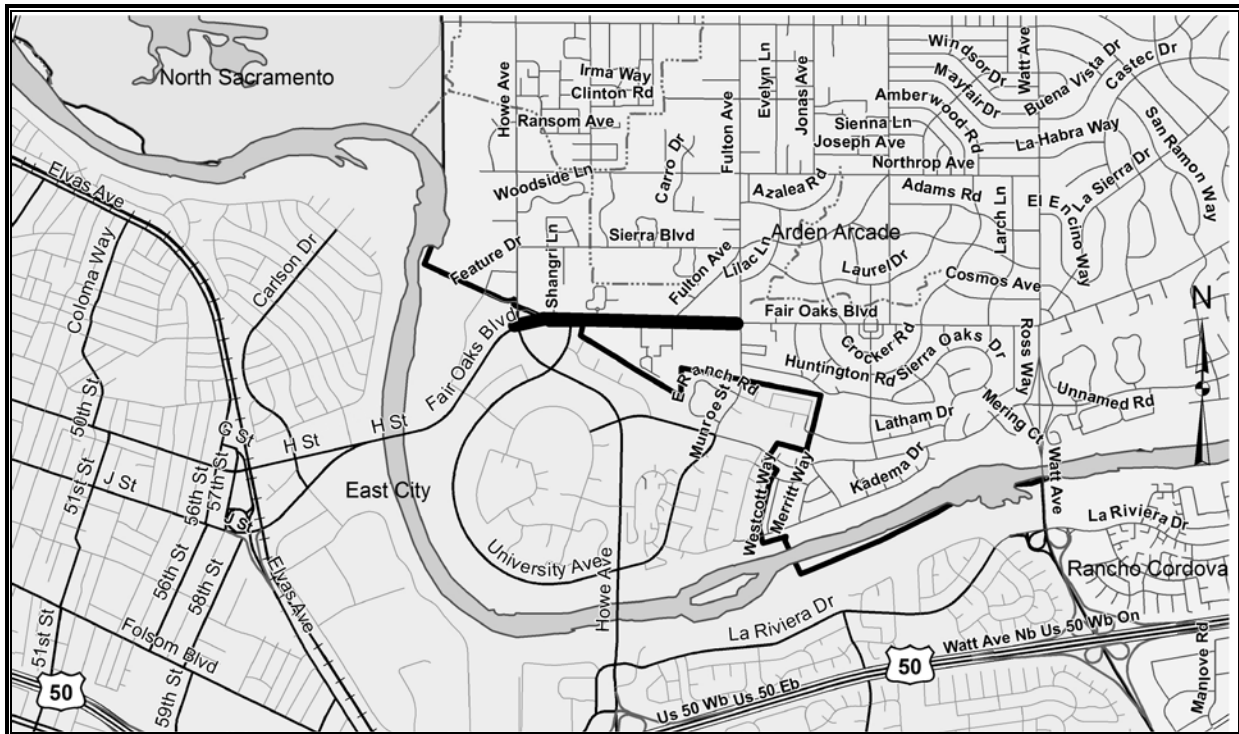 North Sacramento
Howe Ave
Irma Way
Clinton Rd
Ransom Ave
Woodside Ln
Carro Dr
Fulton Ave
Evelyn Ln
Jonas Ave
Windsor Dr
Mayfair Dr
Amberwood Rd
Sienna Ln
Joseph Ave
Northrop Ave
Watt Ave
Buena Vista Dr
Castec Dr
La Habra Way
San Ramon Way
La Sierra Dr
El Encino Way
Azalea Rd
Adams Rd
Larch Ln
Elvas Ave
Coloma Way
Carlson Dr
Feature Dr
Shangri Ln
Sierra Blvd
Fulton Ave
Lilac Ln
Arden Arcade
Laurel Dr
Cosmos Ave
Fair Oaks Blvd
Fair Oaks Blvd
Crocker Rd
Sierra Oaks Dr
Ross Way
N
Huntington Rd
E Ranch Rd
Munroe St
Latham Dr
Mering Ct
Unnamed Rd
50th St
G St
H St
H St
J St
51st St
56th St
57th St
J St
East City
Westcott Way
Merritt Way
Kadema Dr
Watt Ave
La Riviera Dr
University Ave
Howe Ave
Elvas Ave
56th St
58th St
Rancho Cordova
La Riviera Dr
51st St
Folsom Blvd
59th St
50
50
Us 50 Wb Us 50 Eb
Watt Ave Nb Us 50 Wb On
Manlove Rd